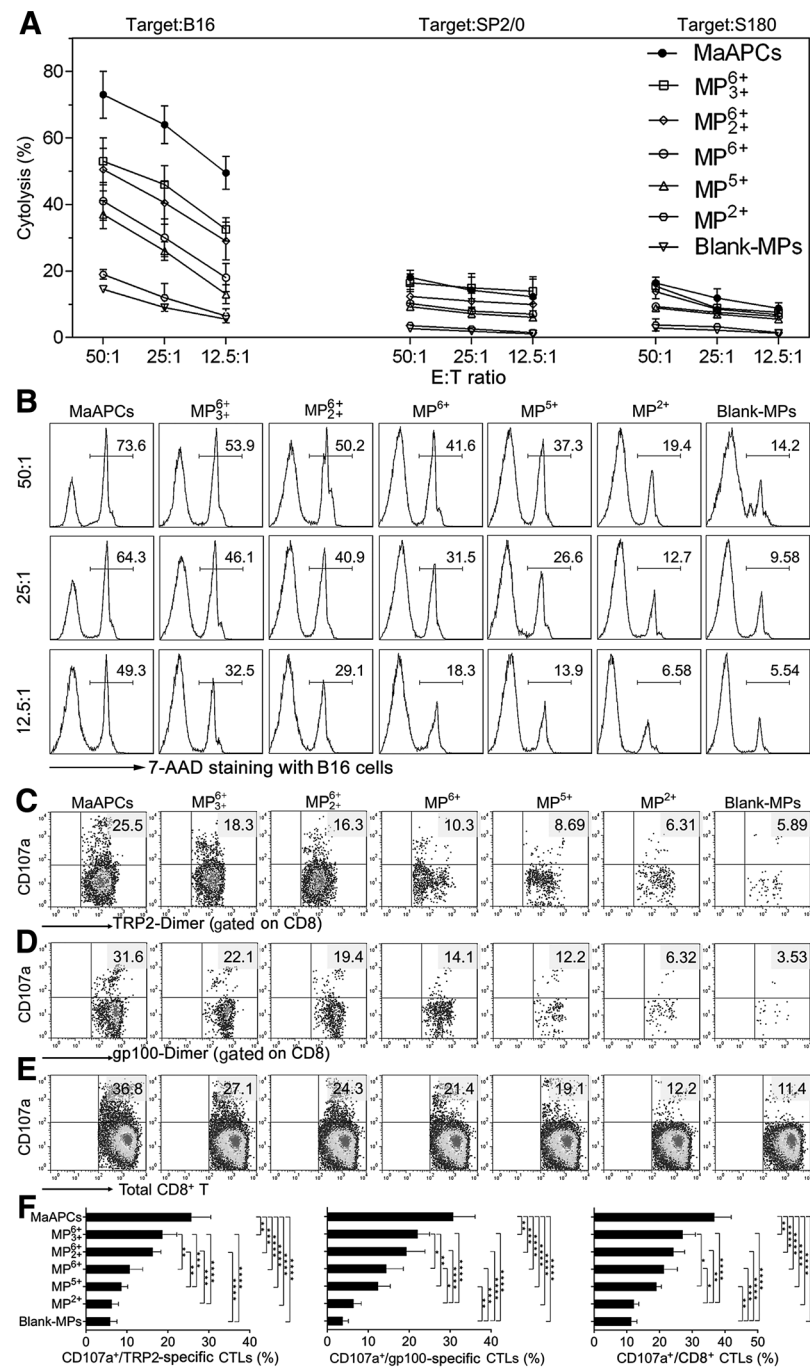 A
Target:B16 Target:SP2/0 Target:S180
80
60
40
20
0
Cytolysis (%)
MaAPCs
MP6+3+
MP6+2+
MP6+
MP5+
MP2+
Blank-MPs
50:1 25:1 12.5:1 50:1 25:1 12.5:1 50:1 25:1 12.5:1
E:T ratio
B
MaAPCs MP6+3+ MP6+2+ MP6+ MP5+ MP2+ Blank-MPs
50:1 73.6 53.9 50.2 41.6 37.3 19.4 14.2
25:1 64.3 46.1 40.9 31.5 26.6 12.7 9.58
12.5:1 49.3 32.5 29.1 18.3 13.9 6.58 5.54
7-AAD staining with B16 cells
C
MaAPCs MP6+3+ MP6+2+ MP6+ MP5+ MP2+ Blank-MPs
CD107a 25.5 18.3 16.3 10.3 8.69 6.31 5.89
TRP2-Dimer (gated on CD8)
D
CD107a 31.6 22.1 19.4 14.1 12.2 6.32 3.53
gp100-Dimer (gated on CD8)
E
CD107a 36.8 27.1 24.3 21.4 19.1 12.2 11.4
Total CD8+ T
F
MaAPCs
MP6+3+
MP6+2+
MP6+
MP5+
MP2+
Blank-MPs
0 10 20 30 40 0 10 20 30 40 0 10 20 30 40 50
CD107a+/TRP2-specific CTLs (%) CD107a+/gp100-specific CTLs (%) CD107a+/CD8+ CTLs (%)